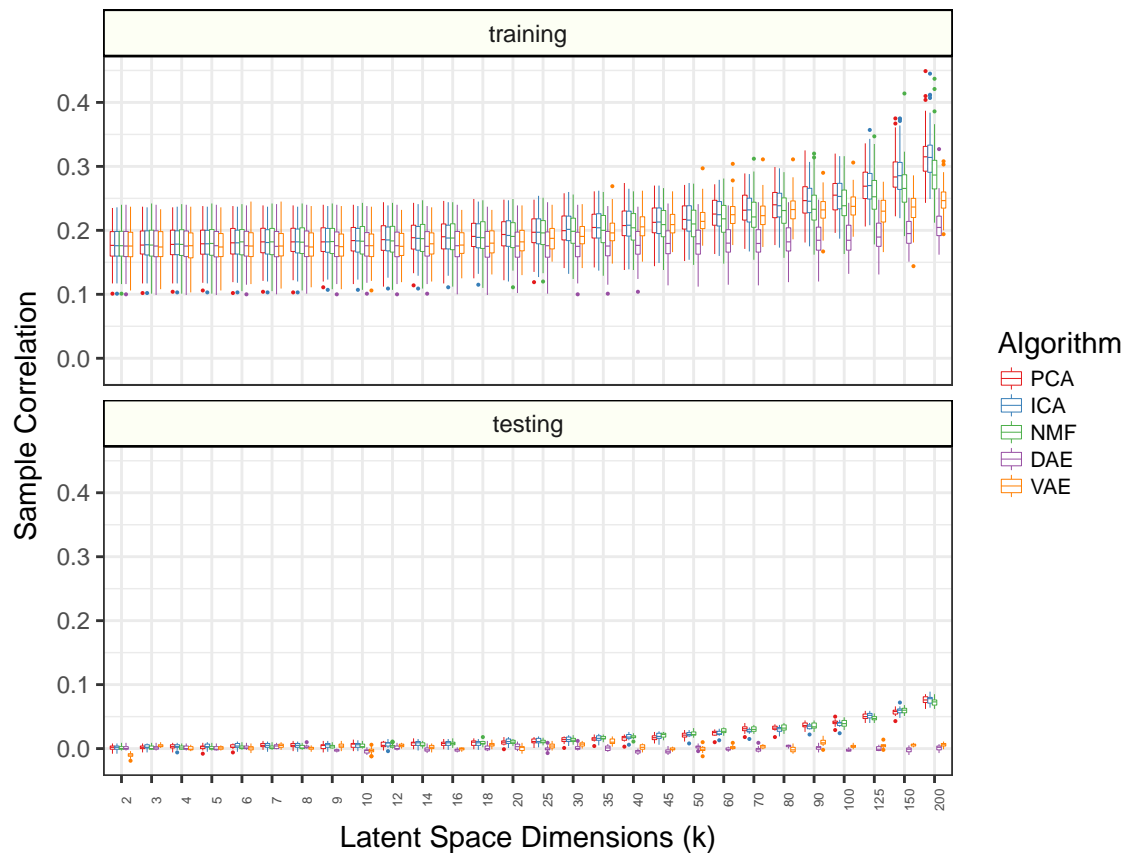 training
0.4
0.3
0.2
0.1
0.0
testing
0.4
0.3
0.2
0.1
0.0
Sample Correlation
2 3 4 5 6 7 8 9 10 12 14 16 18 20 25 30 35 40 45 50 60 70 80 90 100 125 150 200
Latent Space Dimensions (k)
Algorithm
PCA
ICA
NMF
DAE
VAE